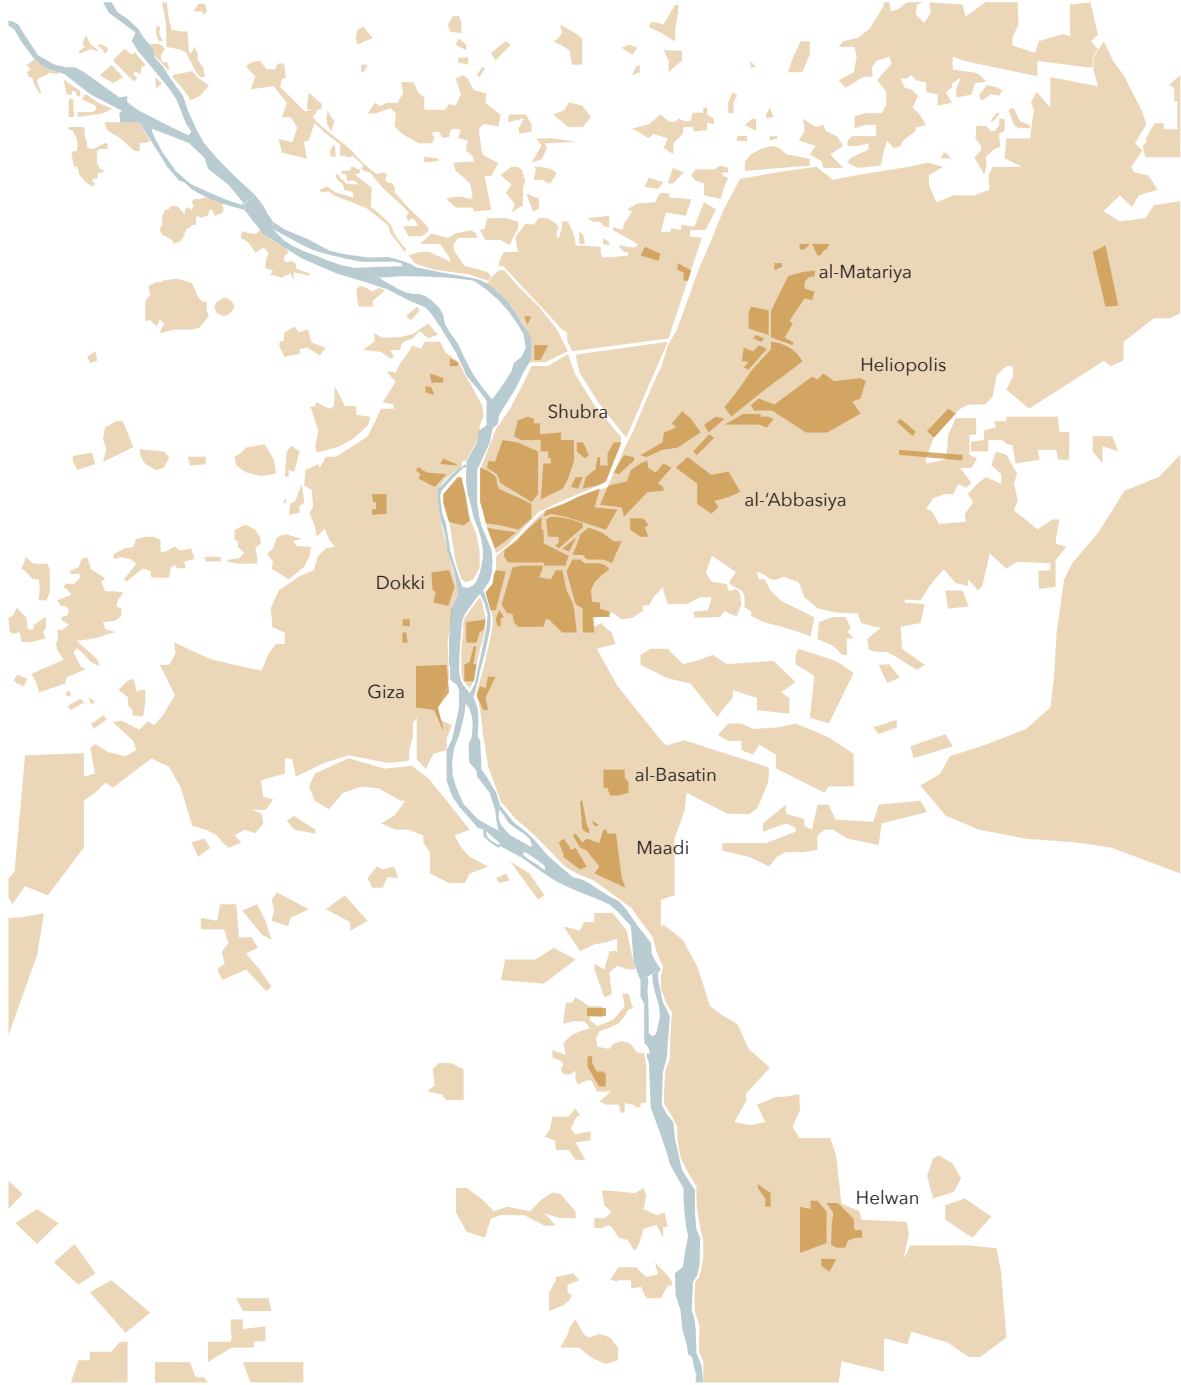 al-Matariya
Heliopolis
Shubra
al-‘Abbasiya
Dokki
Giza
al-Basatin
Maadi
Helwan